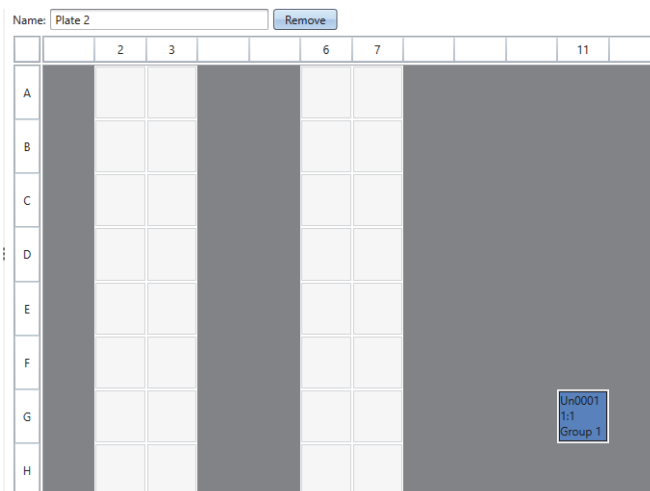 Name: Plate 2 Remove
2 3 6 7 11
A
B
C
D
E
F
Un0001
1:1
G
Group 1
H